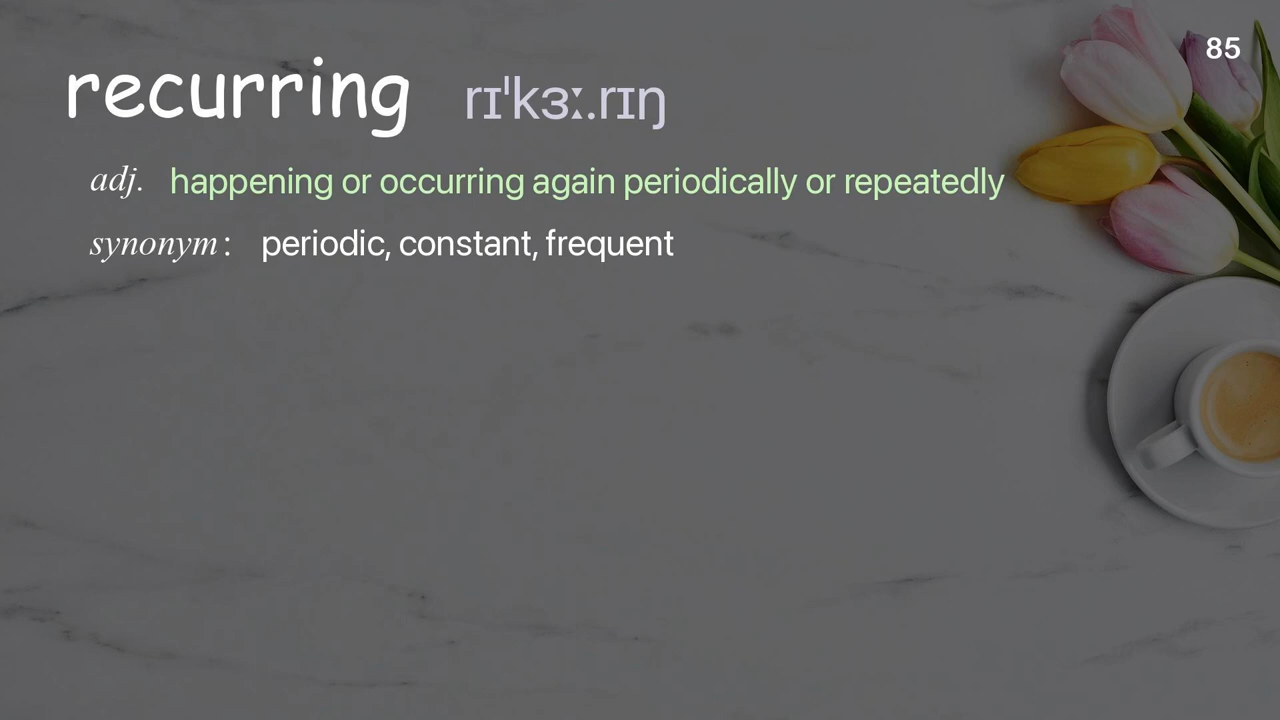 85
recurring rɪˈkɜː.rɪŋ
adj. happening or occurring again periodically or repeatedly
synonym : periodic, constant, frequent